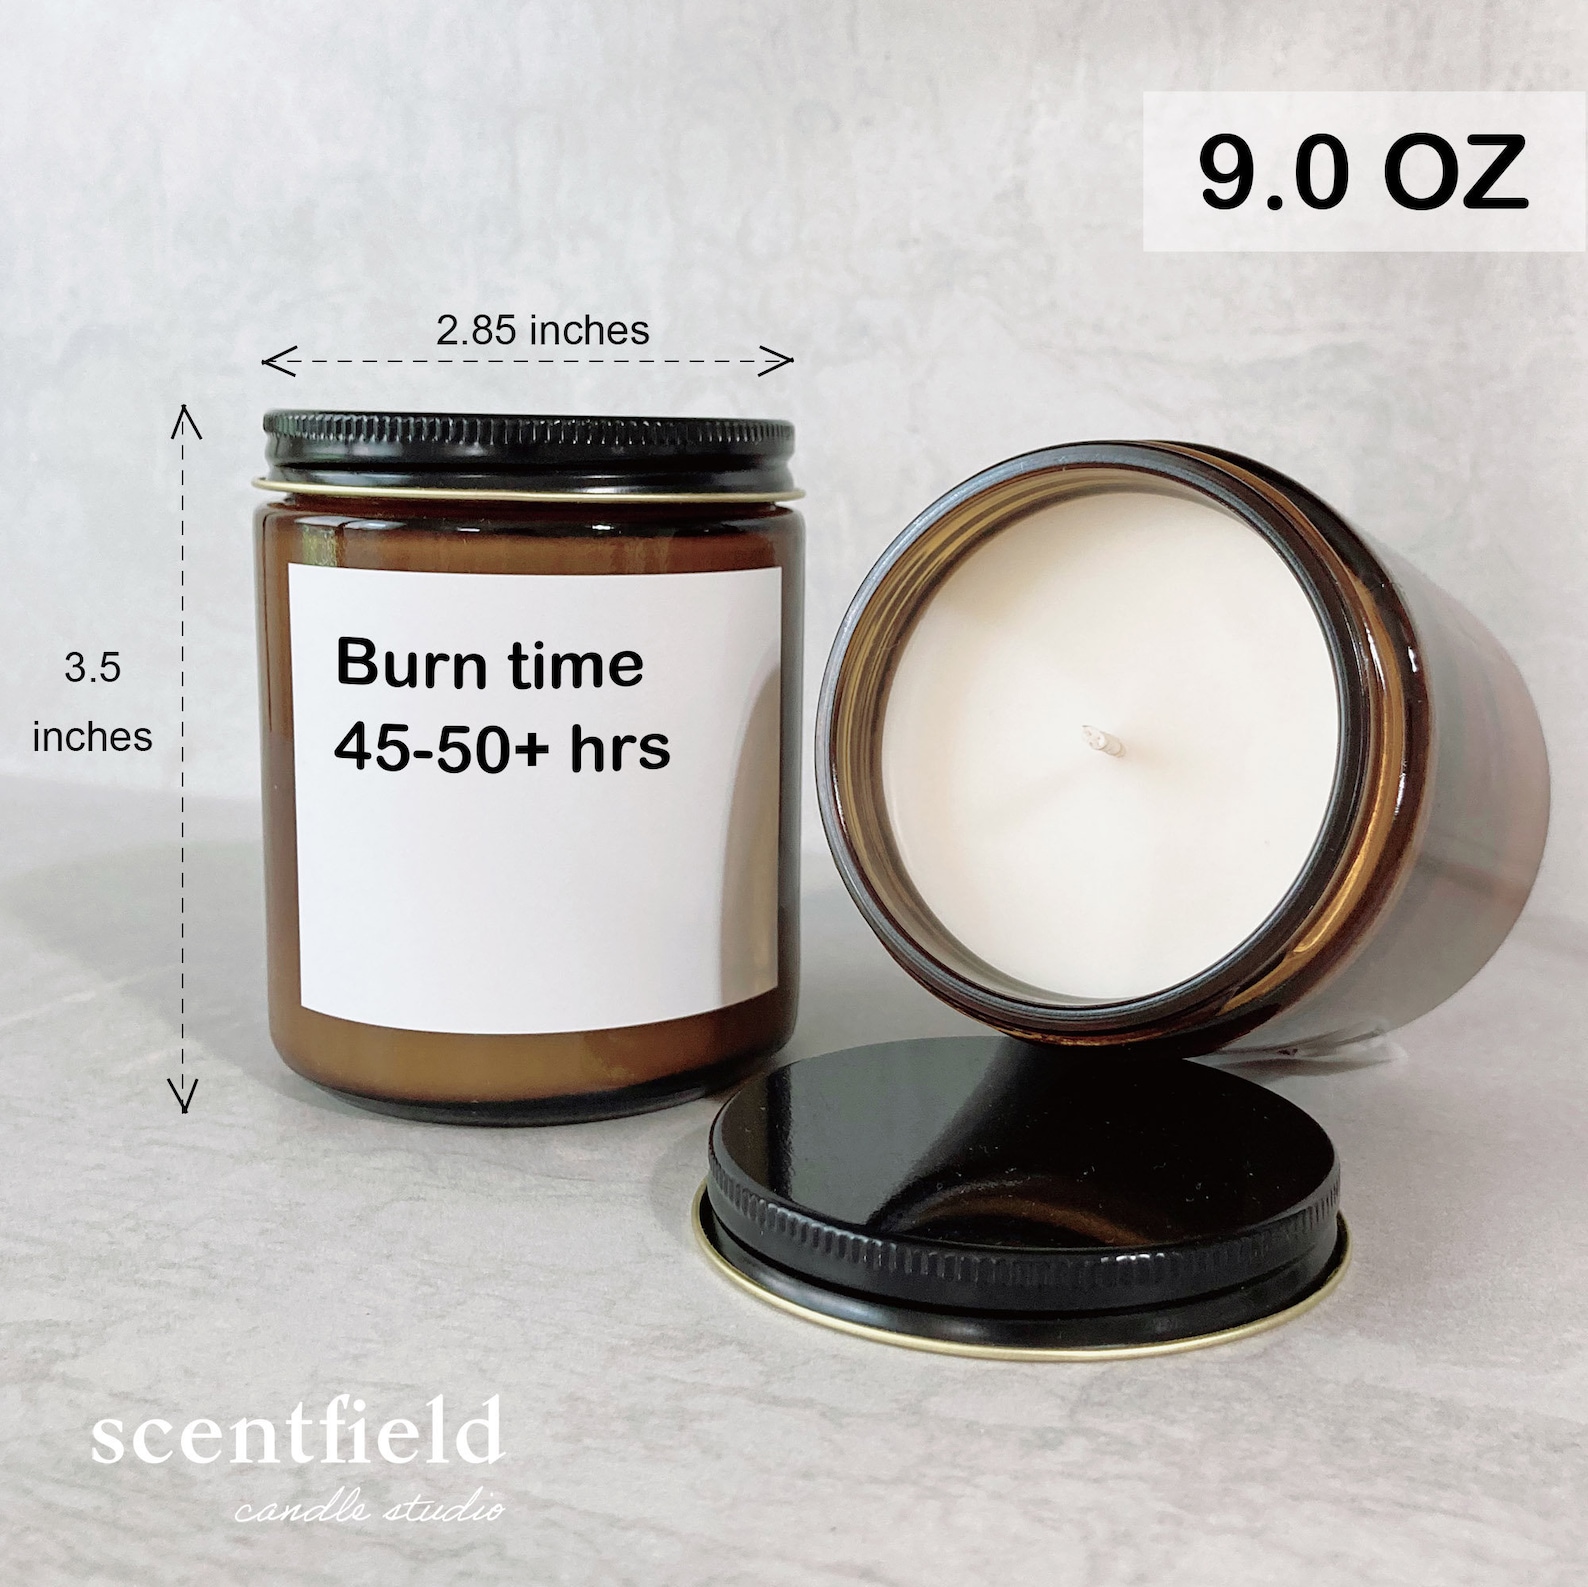 9.0 OZ
2.85 inches
3.5
inches
Burn time
45-50+ hrs
scentfield
candle studio